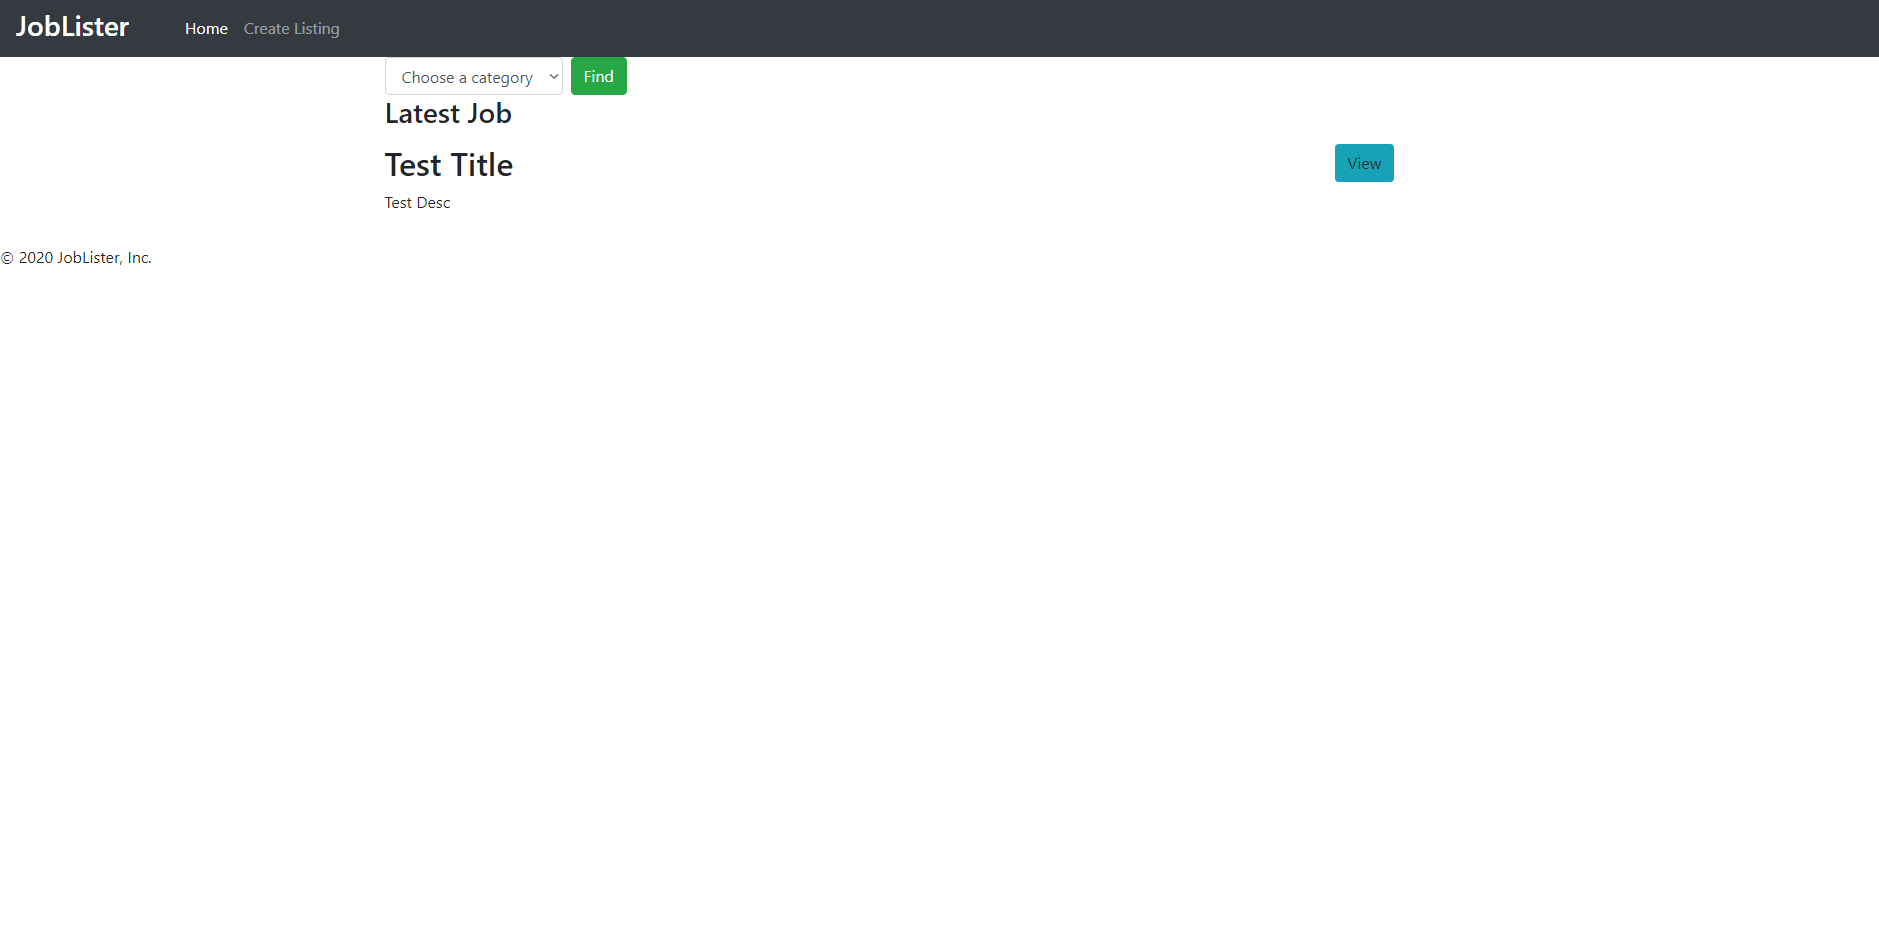 JobLister Home Create Listing
Choose a category Find
Latest Job
Test Title View
Test Desc
© 2020 JobLister, Inc.